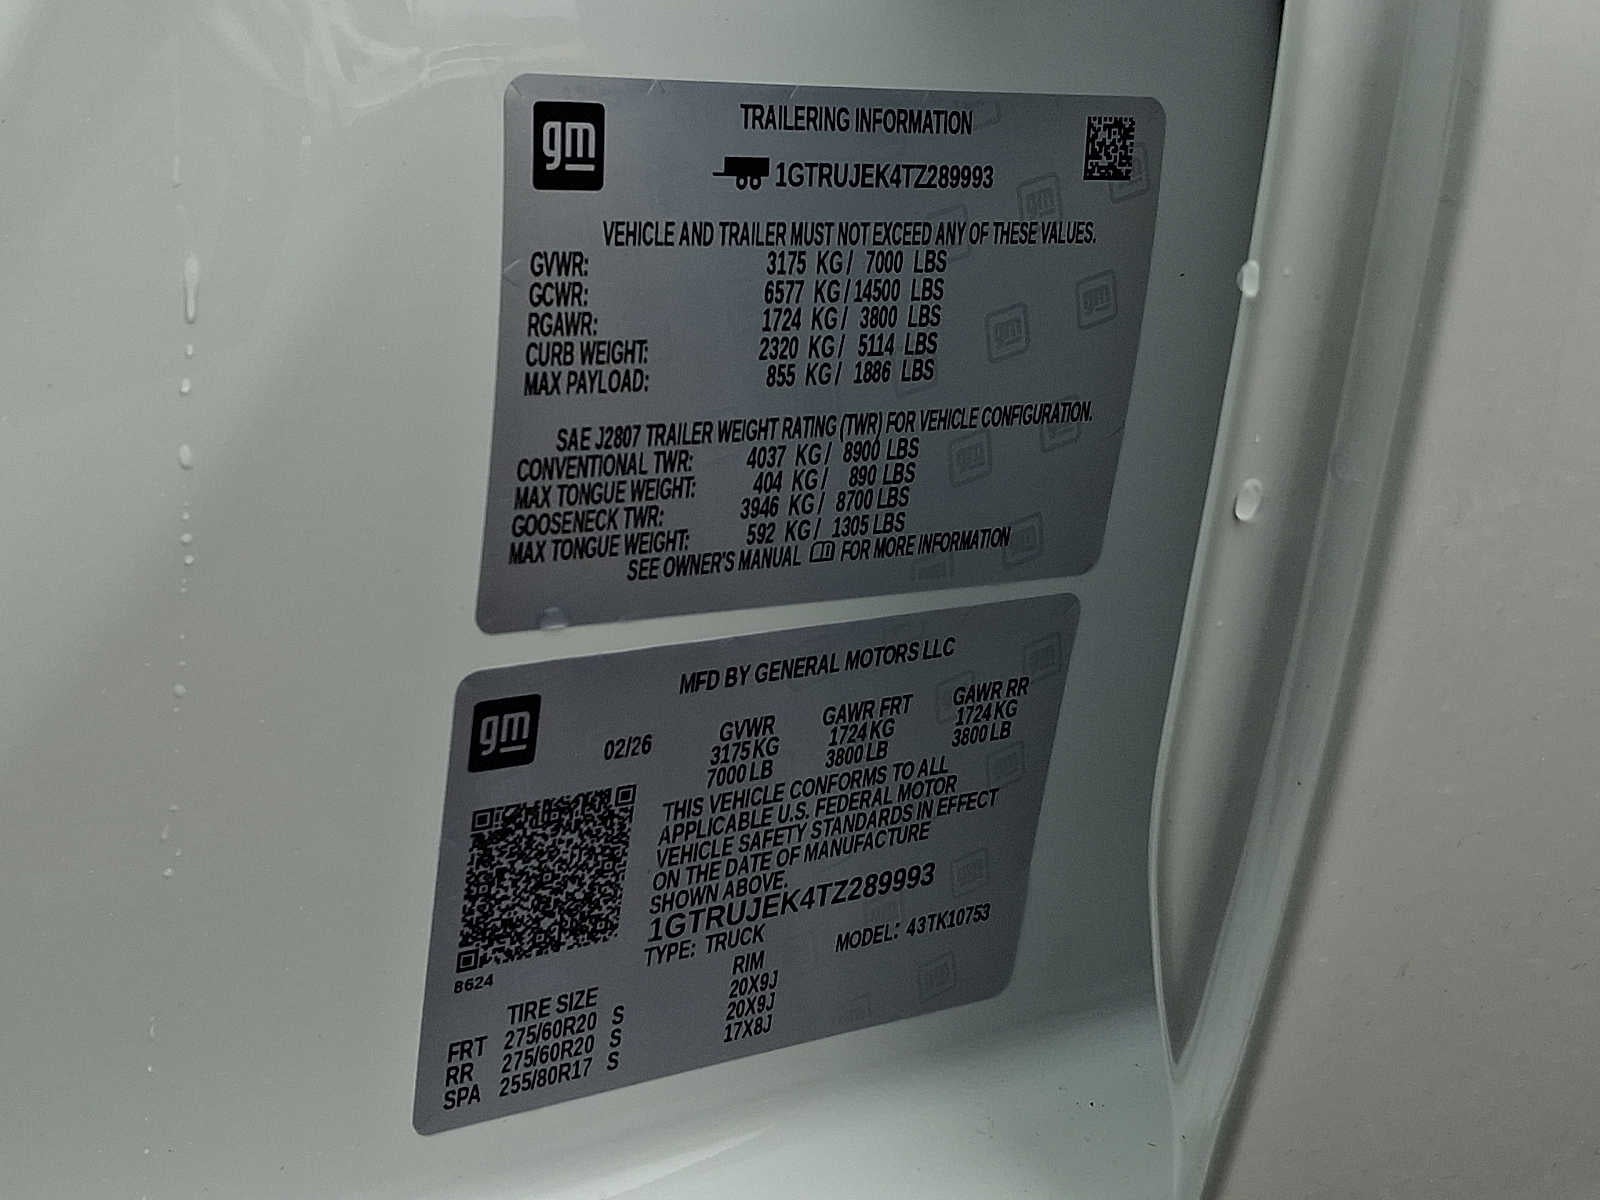 gm
TRAILERING INFORMATION
1GTRUJEK4TZ289993
VEHICLE AND TRAILER MUST NOT EXCEED ANY OF THESE VALUES.
GVWR: 3175 KG / 7000 LBS
GCWR: 6577 KG / 14500 LBS
RGAWR: 1724 KG / 3800 LBS
CURB WEIGHT: 2320 KG / 5114 LBS
MAX PAYLOAD: 855 KG / 1886 LBS
SAE J2807 TRAILER WEIGHT RATING (TWR) FOR VEHICLE CONFIGURATION.
CONVENTIONAL TWR: 4037 KG / 8900 LBS
MAX TONGUE WEIGHT: 404 KG / 890 LBS
GOOSENECK TWR: 3946 KG / 8700 LBS
MAX TONGUE WEIGHT: 592 KG / 1305 LBS
SEE OWNER'S MANUAL FOR MORE INFORMATION
gm
MFD BY GENERAL MOTORS LLC
02/26
GVWR GAWR FRT GAWR RR
3175 KG 1724 KG 1724 KG
7000 LB 3800 LB 3800 LB
THIS VEHICLE CONFORMS TO ALL
APPLICABLE U.S. FEDERAL MOTOR
VEHICLE SAFETY STANDARDS IN EFFECT
ON THE DATE OF MANUFACTURE
SHOWN ABOVE.
1GTRUJEK4TZ289993
TYPE: TRUCK MODEL: 43TK10753
8624
TIRE SIZE RIM
FRT 275/60R20 S 20X9J
RR 275/60R20 S 20X9J
SPA 255/80R17 S 17X8J